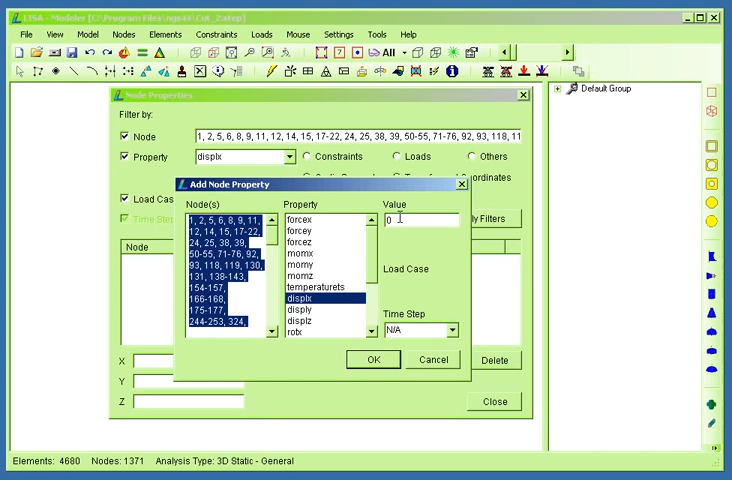 LISA - Modeler [C:\Program Files\ngs44\Cut_2.step]
File View Model Nodes Elements Constraints Loads Mouse Settings Tools Help
All
Default Group
Node Properties
Filter by:
Node 1, 2, 5, 6, 8, 9, 11, 12, 14, 15, 17-22, 24, 25, 38, 39, 50-55, 71-76, 92, 93, 118, 11
Property displx Constraints Loads Others
Coordinates
Load Cas
Time Step
ly Filters
Node
Add Node Property
Node(s) Property Value
1, 2, 5, 6, 8, 9, 11,
12, 14, 15, 17-22,
24, 25, 38, 39,
50-55, 71-76, 92,
93, 118, 119, 130,
131, 138-143,
154-157,
166-168,
175-177,
244-253, 324,
forcex
forcey
forcez
momx
momy
momz
temperaturets
displx
disply
displz
rotx
0
Load Case
Time Step
N/A
OK Cancel
X
Y
Z
Delete
Close
Elements: 4680 Nodes: 1371 Analysis Type: 3D Static - General